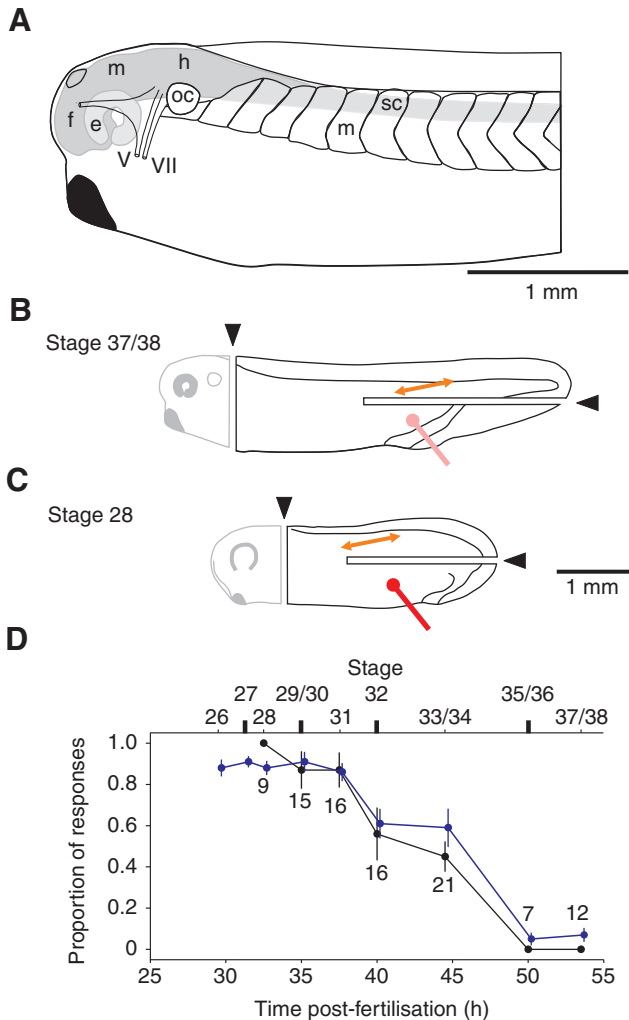 A
m
h
oc
sc
f
e
m
V
VII
1 mm
B
Stage 37/38
C
Stage 28
1 mm
D
Stage
27 29/30 32 35/36
26 28 31 33/34 37/38
1.0
0.8
0.6
0.4
0.2
0
Proportion of responses
9
15
16
16
21
7
12
25 30 35 40 45 50 55
Time post-fertilisation (h)